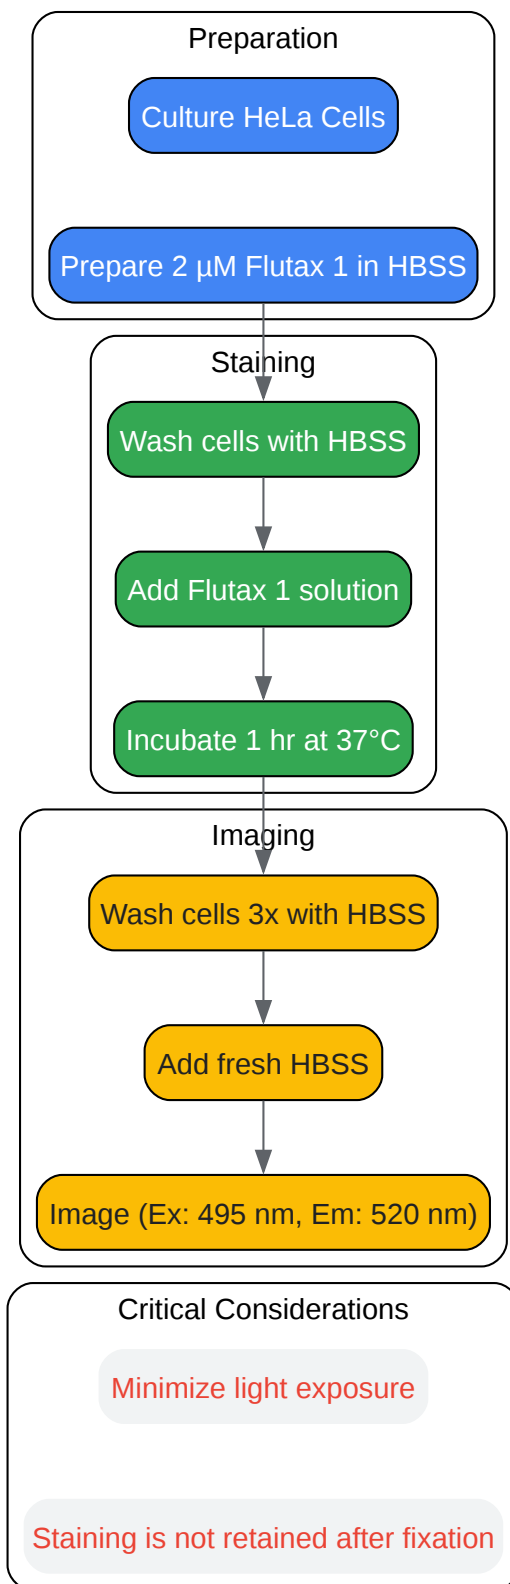 Preparation
Culture HeLa Cells
Prepare 2 µM Flutax 1 in HBSS
Staining
Wash cells with HBSS
Add Flutax 1 solution
Incubate 1 hr at 37°C
Imaging
Wash cells 3x with HBSS
Add fresh HBSS
Image (Ex: 495 nm, Em: 520 nm)
Critical Considerations
Minimize light exposure
Staining is not retained after fixation